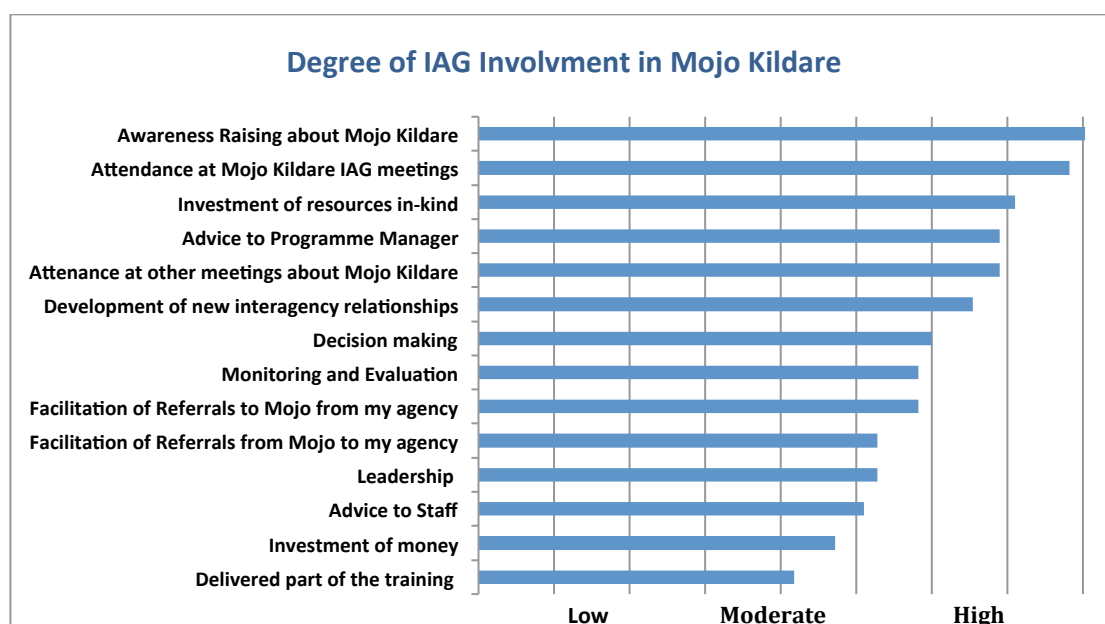 Degree of IAG Involvment in Mojo Kildare
Awareness Raising about Mojo Kildare
Attendance at Mojo Kildare IAG meetings
Investment of resources in-kind
Advice to Programme Manager
Attenance at other meetings about Mojo Kildare
Development of new interagency relationships
Decision making
Monitoring and Evaluation
Facilitation of Referrals to Mojo from my agency
Facilitation of Referrals from Mojo to my agency
Leadership
Advice to Staff
Investment of money
Delivered part of the training
Low Moderate High